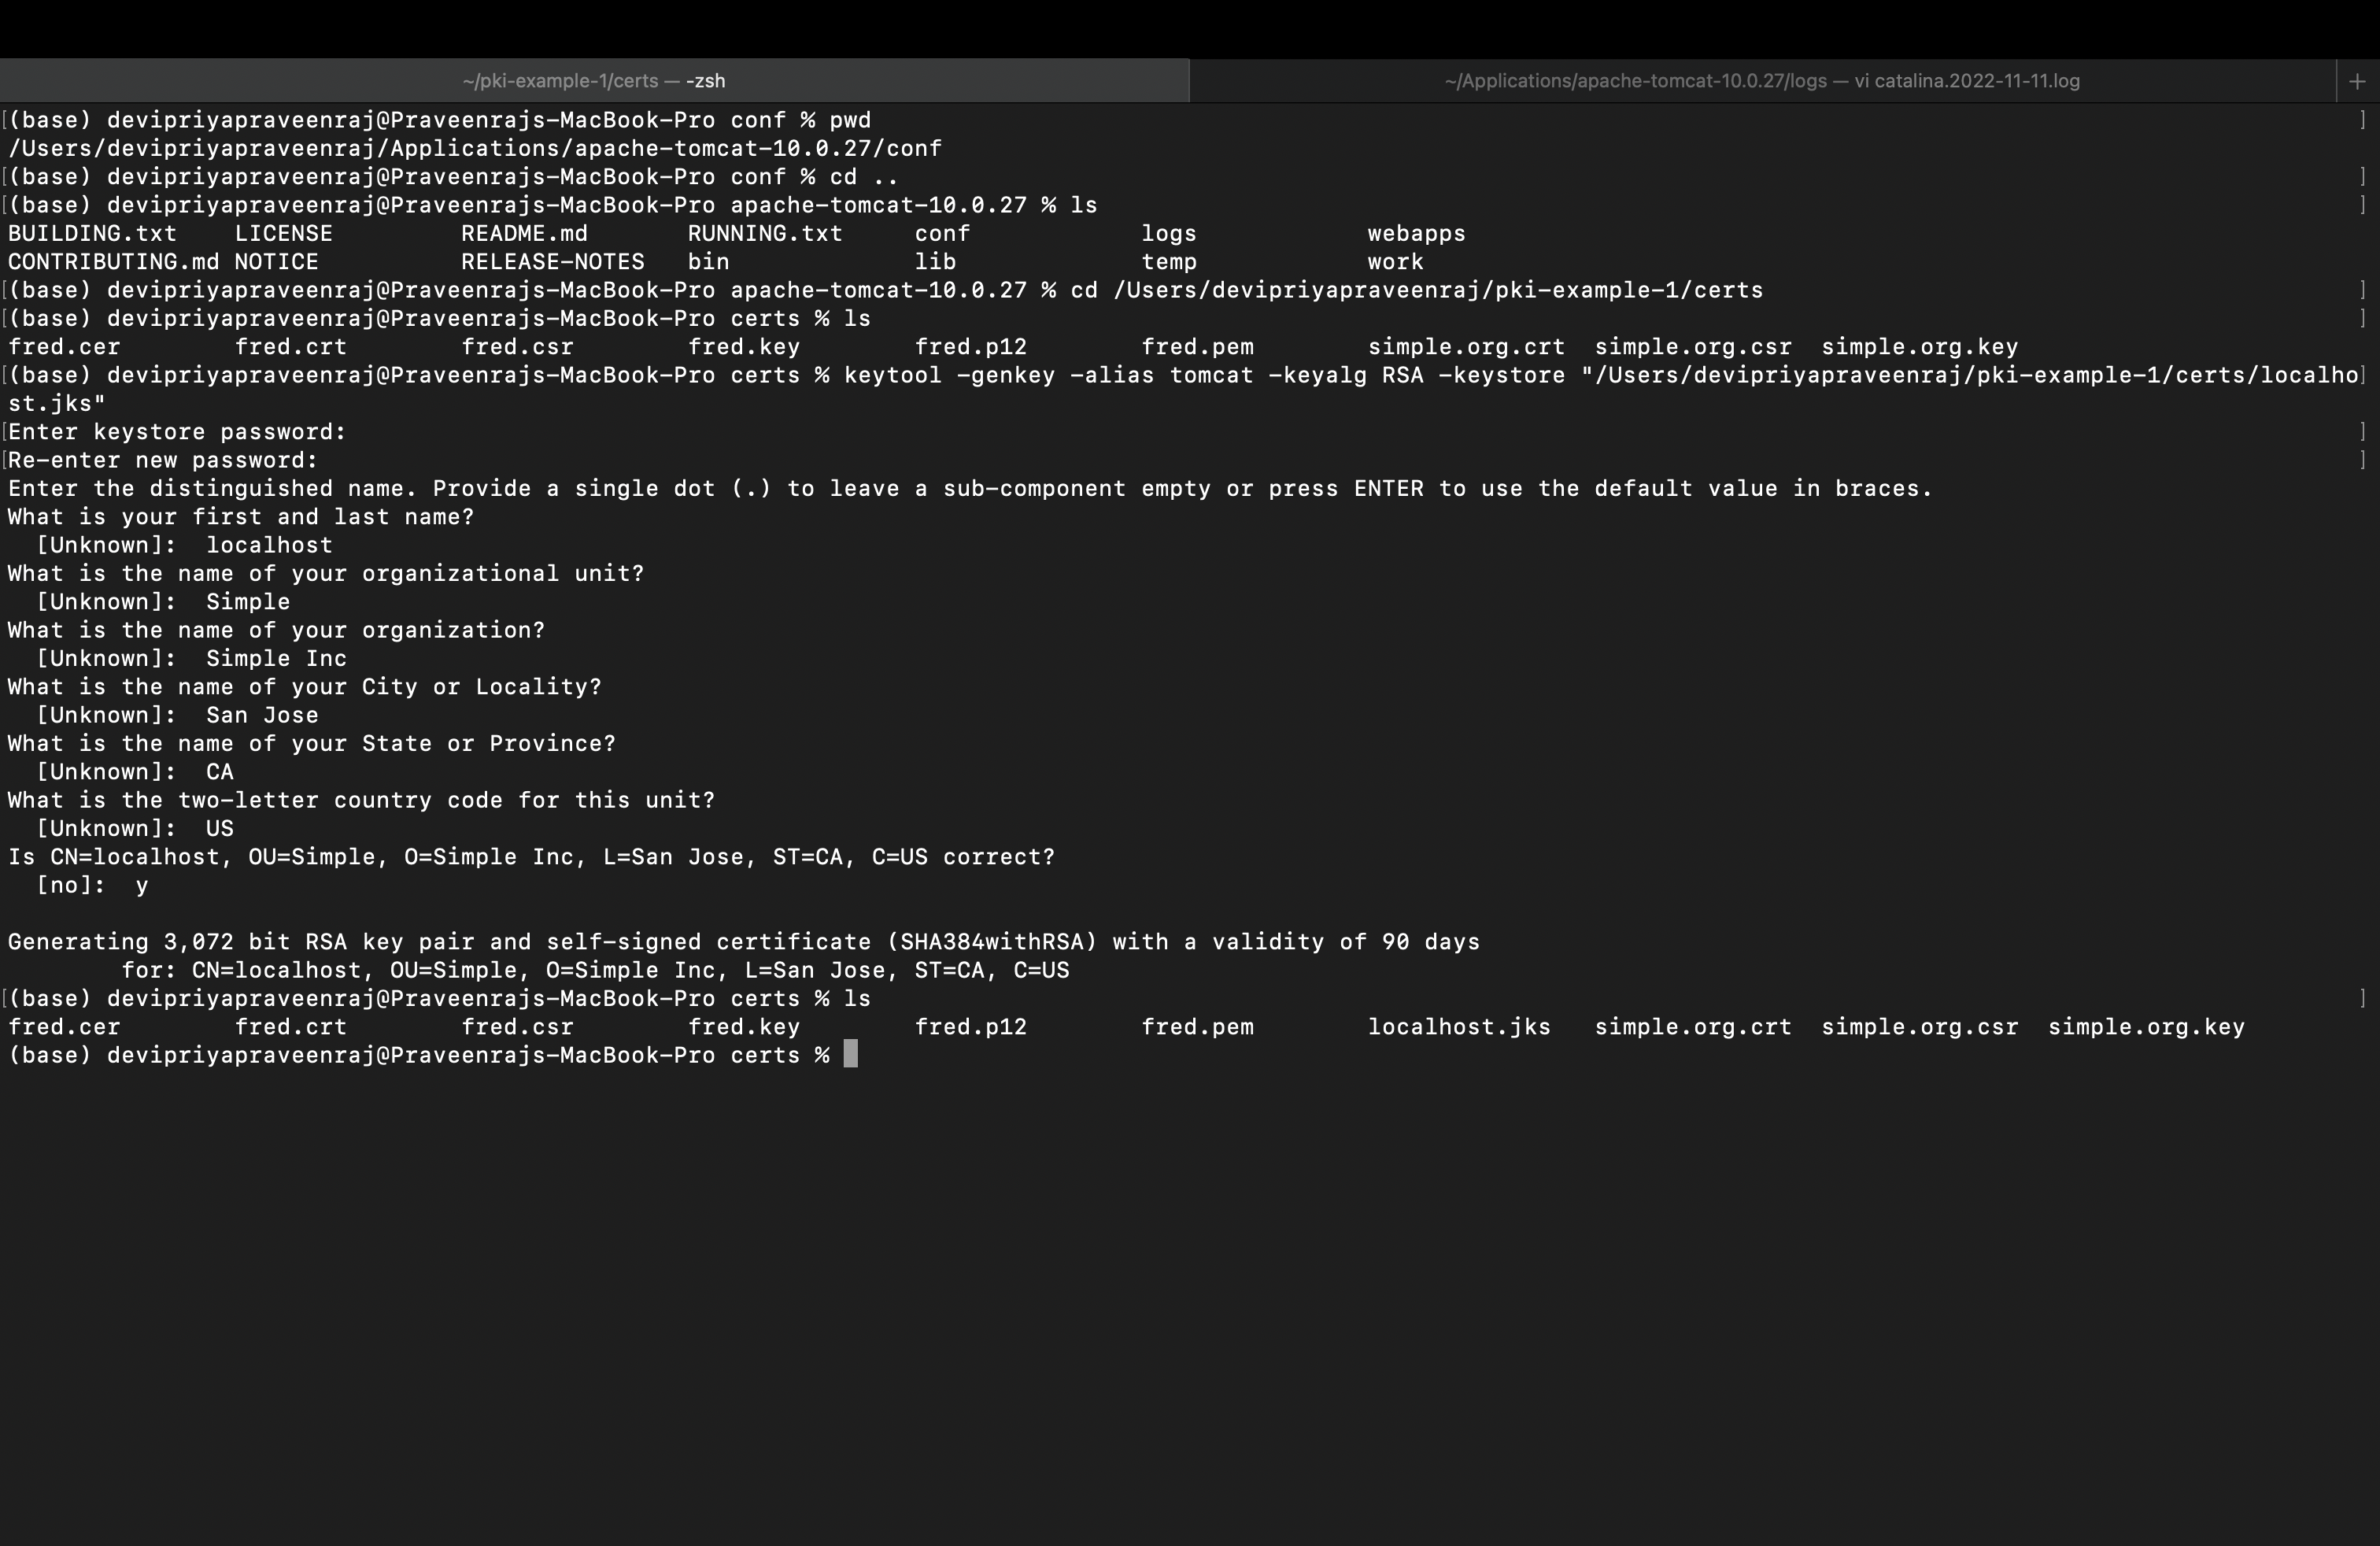 ~/pki-example-1/certs — -zsh
~/Applications/apache-tomcat-10.0.27/logs — vi catalina.2022-11-11.log
+
[(base) devipriyapraveenraj@Praveenrajs-MacBook-Pro conf % pwd ]
/Users/devipriyapraveenraj/Applications/apache-tomcat-10.0.27/conf
[(base) devipriyapraveenraj@Praveenrajs-MacBook-Pro conf % cd .. ]
[(base) devipriyapraveenraj@Praveenrajs-MacBook-Pro apache-tomcat-10.0.27 % ls ]
BUILDING.txt LICENSE README.md RUNNING.txt conf logs webapps
CONTRIBUTING.md NOTICE RELEASE-NOTES bin lib temp work
[(base) devipriyapraveenraj@Praveenrajs-MacBook-Pro apache-tomcat-10.0.27 % cd /Users/devipriyapraveenraj/pki-example-1/certs ]
[(base) devipriyapraveenraj@Praveenrajs-MacBook-Pro certs % ls ]
fred.cer fred.crt fred.csr fred.key fred.p12 fred.pem simple.org.crt simple.org.csr simple.org.key
[(base) devipriyapraveenraj@Praveenrajs-MacBook-Pro certs % keytool -genkey -alias tomcat -keyalg RSA -keystore "/Users/devipriyapraveenraj/pki-example-1/certs/localho]
st.jks"
[Enter keystore password: ]
[Re-enter new password: ]
Enter the distinguished name. Provide a single dot (.) to leave a sub-component empty or press ENTER to use the default value in braces.
What is your first and last name?
[Unknown]: localhost
What is the name of your organizational unit?
[Unknown]: Simple
What is the name of your organization?
[Unknown]: Simple Inc
What is the name of your City or Locality?
[Unknown]: San Jose
What is the name of your State or Province?
[Unknown]: CA
What is the two-letter country code for this unit?
[Unknown]: US
Is CN=localhost, OU=Simple, O=Simple Inc, L=San Jose, ST=CA, C=US correct?
[no]: y
Generating 3,072 bit RSA key pair and self-signed certificate (SHA384withRSA) with a validity of 90 days
for: CN=localhost, OU=Simple, O=Simple Inc, L=San Jose, ST=CA, C=US
[(base) devipriyapraveenraj@Praveenrajs-MacBook-Pro certs % ls ]
fred.cer fred.crt fred.csr fred.key fred.p12 fred.pem localhost.jks simple.org.crt simple.org.csr simple.org.key
(base) devipriyapraveenraj@Praveenrajs-MacBook-Pro certs %